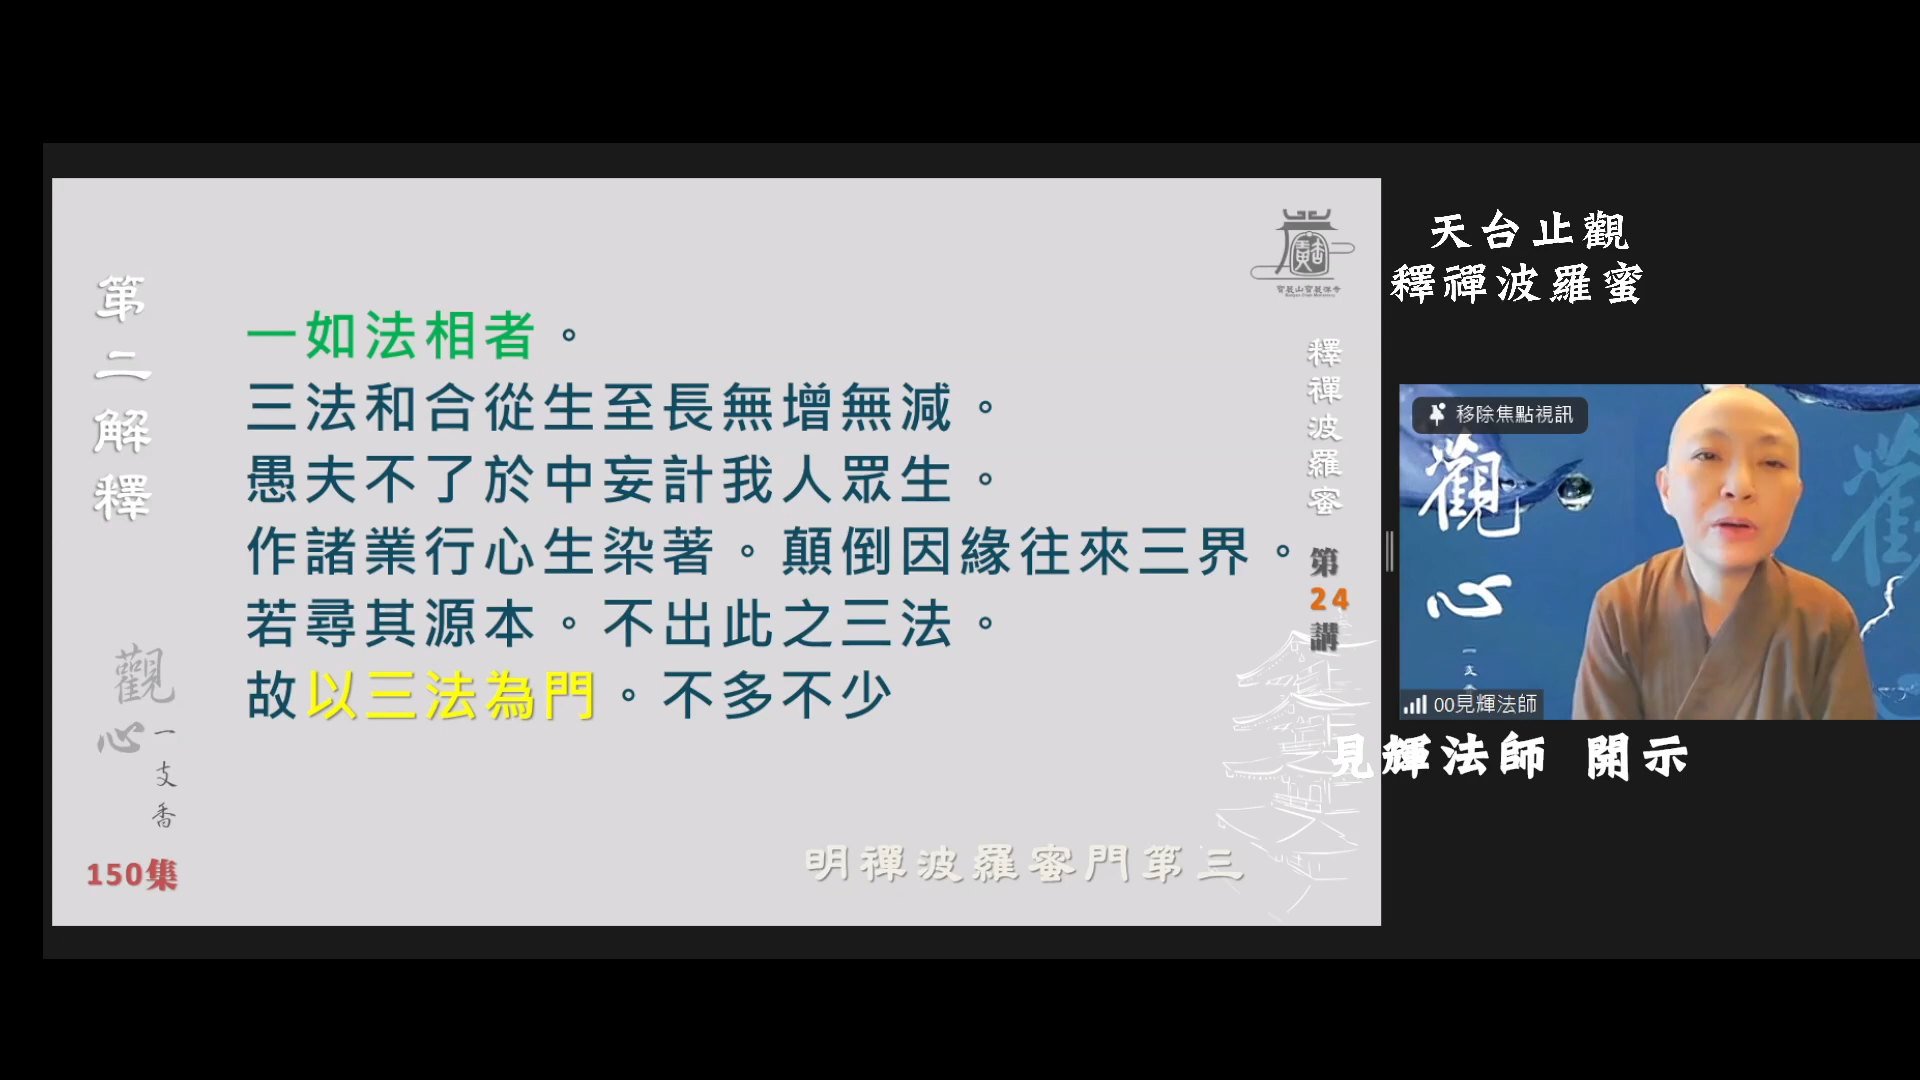 第二解釋
觀心
一支香
150集
一如法相者。
三法和合從生至長無增無減。
愚夫不了於中妄計我人眾生。
作諸業行心生染著。顛倒因緣往來三界。
若尋其源本。不出此之三法。
故以三法為門。不多不少
明禪波羅蜜門第三
釋禪波羅蜜 第24講
天台止觀
釋禪波羅蜜
移除焦點視訊
觀心
00見輝法師
見輝法師 開示